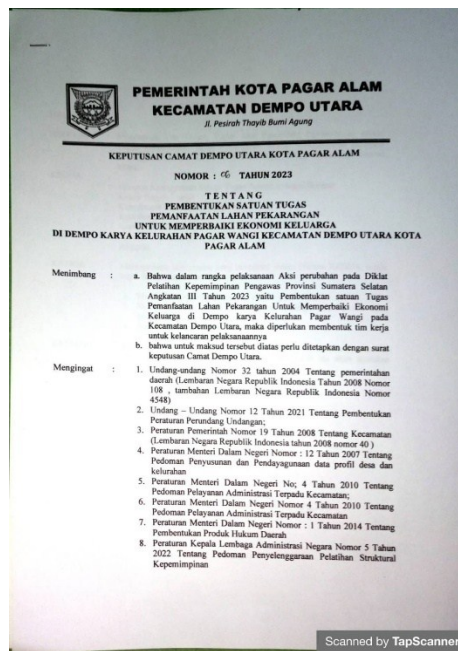 PEMERINTAH KOTA PAGAR ALAM
KECAMATAN DEMPO UTARA
Jl. Pesirah Thayib Bumi Agung
KEPUTUSAN CAMAT DEMPO UTARA KOTA PAGAR ALAM
NOMOR : 06 TAHUN 2023
T E N T A N G
PEMBENTUKAN SATUAN TUGAS
PEMANFAATAN LAHAN PEKARANGAN
UNTUK MEMPERBAIKI EKONOMI KELUARGA
DI DEMPO KARYA KELURAHAN PAGAR WANGI KECAMATAN DEMPO UTARA KOTA
PAGAR ALAM
Menimbang : a. Bahwa dalam rangka pelaksanaan Aksi perubahan pada Diklat
Pelatihan Kepemimpinan Pengawas Provinsi Sumatera Selatan
Angkatan III Tahun 2023 yaitu Pembentukan satuan Tugas
Pemanfaatan Lahan Pekarangan Untuk Memperbaiki Ekonomi
Keluarga di Dempo karya Kelurahan Pagar Wangi pada
Kecamatan Dempo Utara, maka diperlukan membentuk tim kerja
untuk kelancaran pelaksanaannya
b. bahwa untuk maksud tersebut diatas perlu ditetapkan dengan surat
keputusan Camat Dempo Utara.
Mengingat : 1. Undang-undang Nomor 32 tahun 2004 Tentang pemerintahan
daerah (Lembaran Negara Republik Indonesia Tahun 2008 Nomor
108 , tambahan Lembaran Negara Republik Indonesia Nomor
4548)
2. Undang – Undang Nomor 12 Tahun 2021 Tentang Pembentukan
Peraturan Perundang Undangan;
3. Peraturan Pemerintah Nomor 19 Tahun 2008 Tentang Kecamatan
(Lembaran Negara Republik Indonesia tahun 2008 nomor 40 )
4. Peraturan Menteri Dalam Negeri Nomor : 12 Tahun 2007 Tentang
Pedoman Penyusunan dan Pendayagunaan data profil desa dan
kelurahan
5. Peraturan Menteri Dalam Negeri No; 4 Tahun 2010 Tentang
Pedoman Pelayanan Administrasi Terpadu Kecamatan;
6. Peraturan Menteri Dalam Negeri Nomor 4 Tahun 2010 Tentang
Pedoman Pelayanan Administrasi Terpadu Kecamatan
7. Peraturan Menteri Dalam Negeri Nomor : 1 Tahun 2014 Tentang
Pembentukan Produk Hukum Daerah
8. Peraturan Kepala Lembaga Administrasi Negara Nomor 5 Tahun
2022 Tentang Pedoman Penyelenggaraan Pelatihan Struktural
Kepemimpinan
Scanned by TapScanner